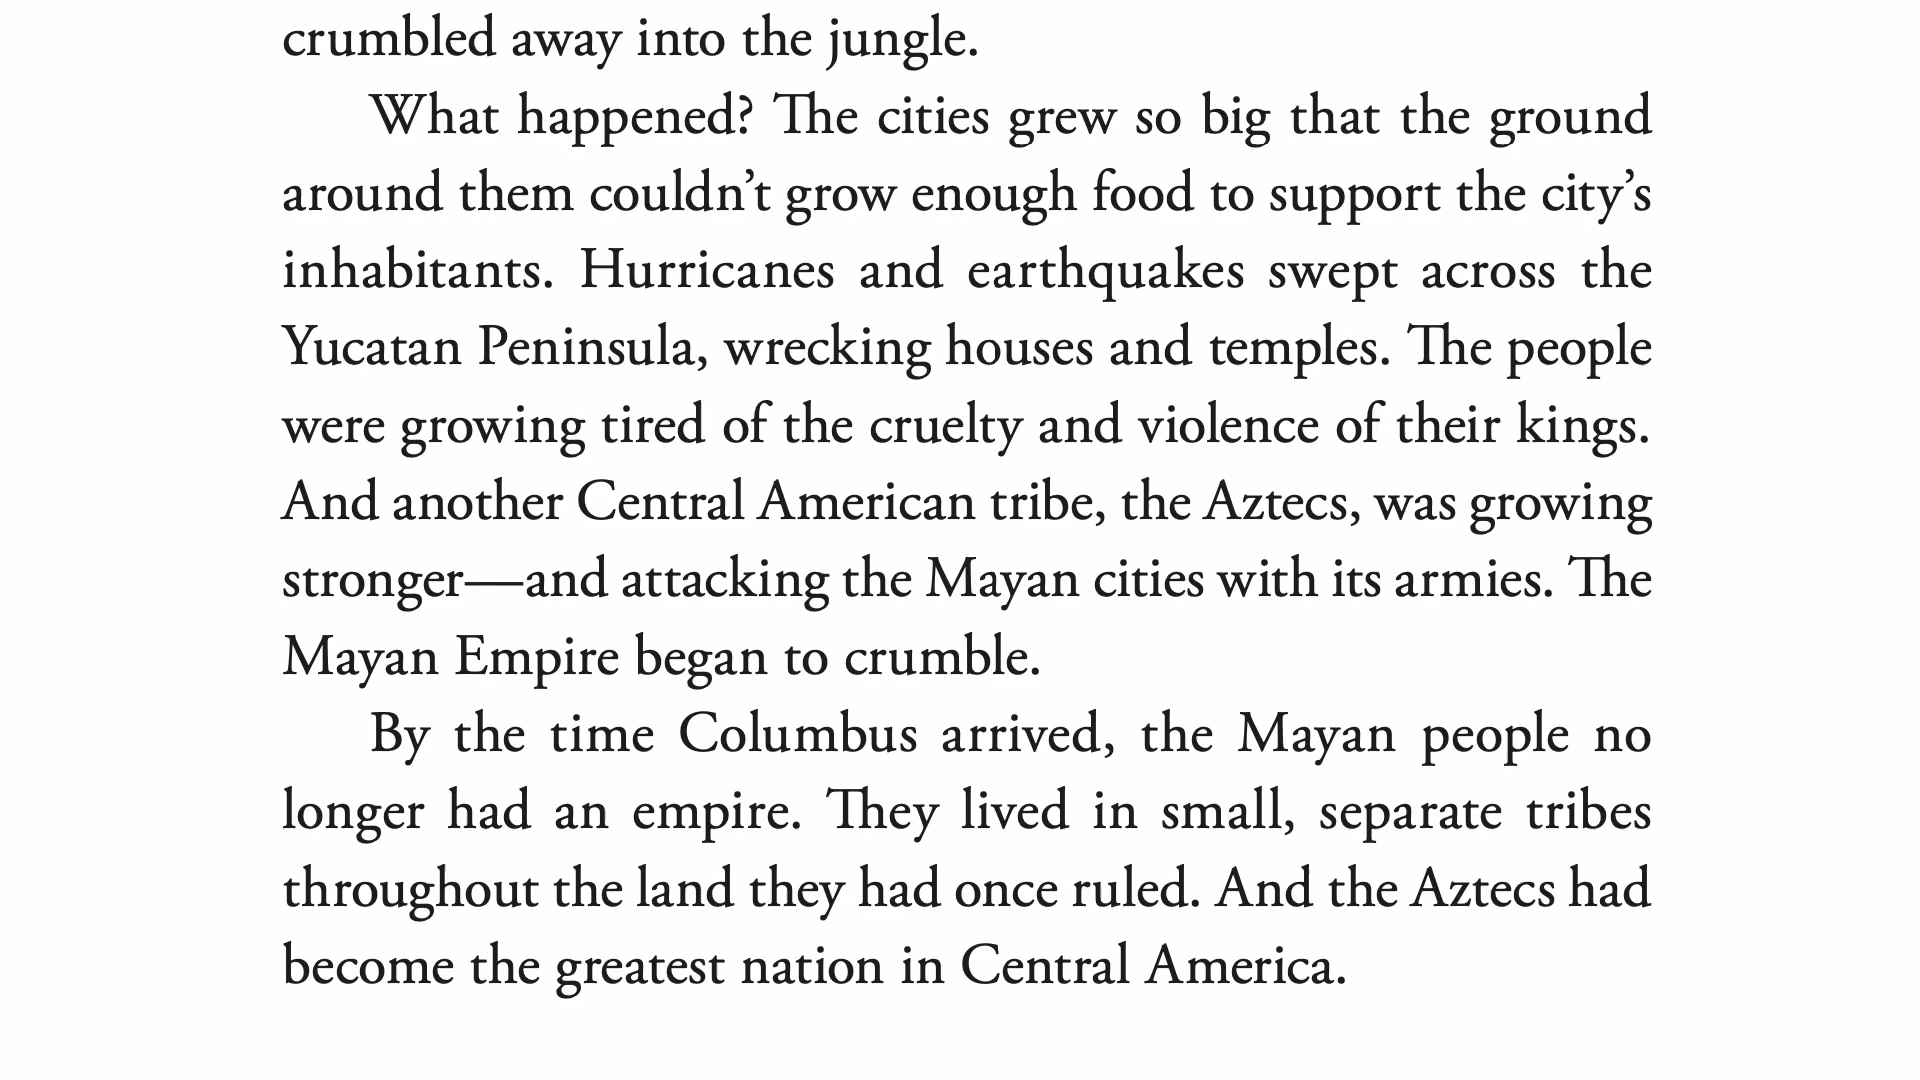 crumbled away into the jungle.
What happened? The cities grew so big that the ground
around them couldn’t grow enough food to support the city’s
inhabitants. Hurricanes and earthquakes swept across the
Yucatan Peninsula, wrecking houses and temples. The people
were growing tired of the cruelty and violence of their kings.
And another Central American tribe, the Aztecs, was growing
stronger—and attacking the Mayan cities with its armies. The
Mayan Empire began to crumble.
By the time Columbus arrived, the Mayan people no
longer had an empire. They lived in small, separate tribes
throughout the land they had once ruled. And the Aztecs had
become the greatest nation in Central America.